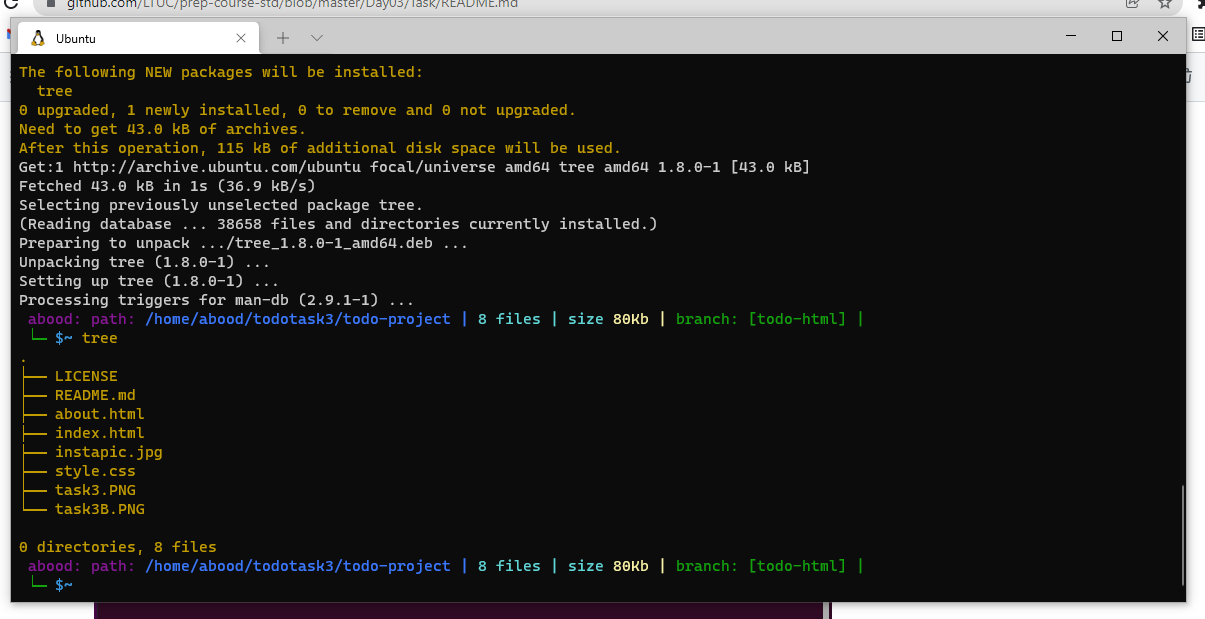 github.com/LTUC/prep-course-std/blob/master/Day03/Task/README.md
Ubuntu
The following NEW packages will be installed:
  tree
0 upgraded, 1 newly installed, 0 to remove and 0 not upgraded.
Need to get 43.0 kB of archives.
After this operation, 115 kB of additional disk space will be used.
Get:1 http://archive.ubuntu.com/ubuntu focal/universe amd64 tree amd64 1.8.0-1 [43.0 kB]
Fetched 43.0 kB in 1s (36.9 kB/s)
Selecting previously unselected package tree.
(Reading database ... 38658 files and directories currently installed.)
Preparing to unpack .../tree_1.8.0-1_amd64.deb ...
Unpacking tree (1.8.0-1) ...
Setting up tree (1.8.0-1) ...
Processing triggers for man-db (2.9.1-1) ...
 abood: path: /home/abood/todotask3/todo-project | 8 files | size 80Kb | branch: [todo-html] |
 └─ $~ tree
.
├── LICENSE
├── README.md
├── about.html
├── index.html
├── instapic.jpg
├── style.css
├── task3.PNG
└── task3B.PNG

0 directories, 8 files
 abood: path: /home/abood/todotask3/todo-project | 8 files | size 80Kb | branch: [todo-html] |
 └─ $~